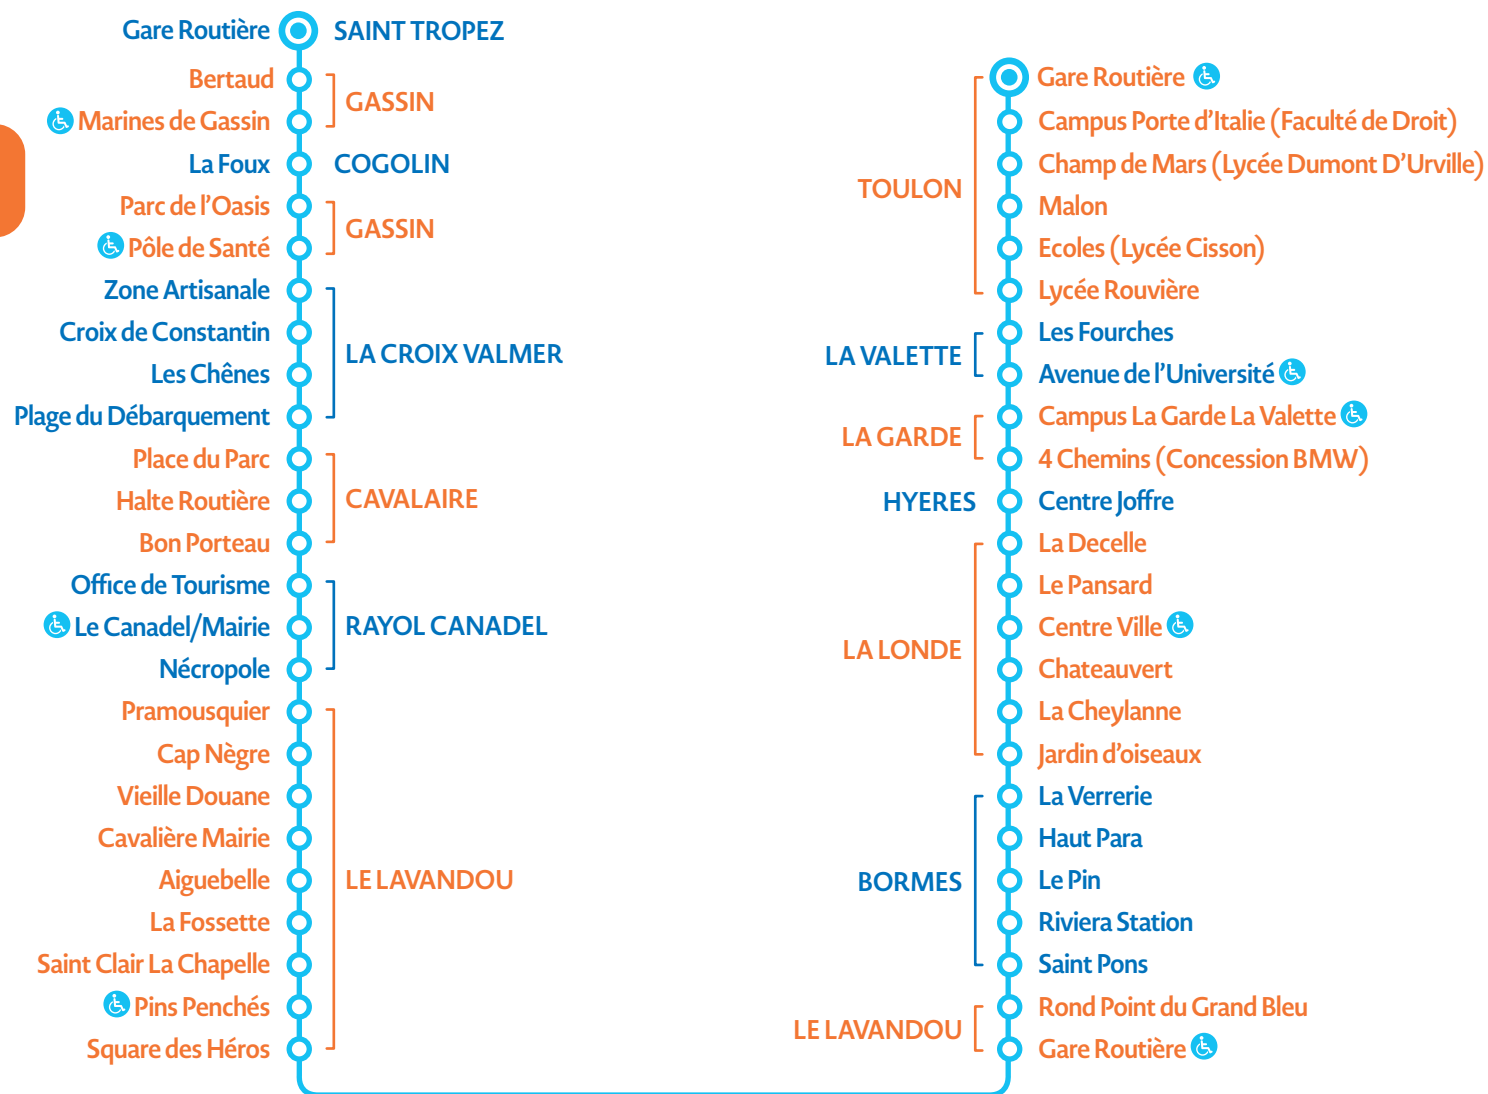 Gare Routière
SAINT TROPEZ
Bertaud
Marines de Gassin
GASSIN
La Foux
COGOLIN
Parc de l'Oasis
Pôle de Santé
GASSIN
Zone Artisanale
Croix de Constantin
Les Chênes
Plage du Débarquement
LA CROIX VALMER
Place du Parc
Halte Routière
Bon Porteau
CAVALAIRE
Office de Tourisme
Le Canadel/Mairie
Nécropole
RAYOL CANADEL
Pramousquier
Cap Nègre
Vieille Douane
Cavalière Mairie
Aiguebelle
La Fossette
Saint Clair La Chapelle
Pins Penchés
Square des Héros
LE LAVANDOU
TOULON
Gare Routière
Campus Porte d'Italie (Faculté de Droit)
Champ de Mars (Lycée Dumont D'Urville)
Malon
Ecoles (Lycée Cisson)
Lycée Rouvière
LA VALETTE
Les Fourches
Avenue de l'Université
LA GARDE
Campus La Garde La Valette
4 Chemins (Concession BMW)
HYERES
Centre Joffre
LA LONDE
La Decelle
Le Pansard
Centre Ville
Chateauvert
La Cheylanne
Jardin d'oiseaux
BORMES
La Verrerie
Haut Para
Le Pin
Riviera Station
Saint Pons
LE LAVANDOU
Rond Point du Grand Bleu
Gare Routière